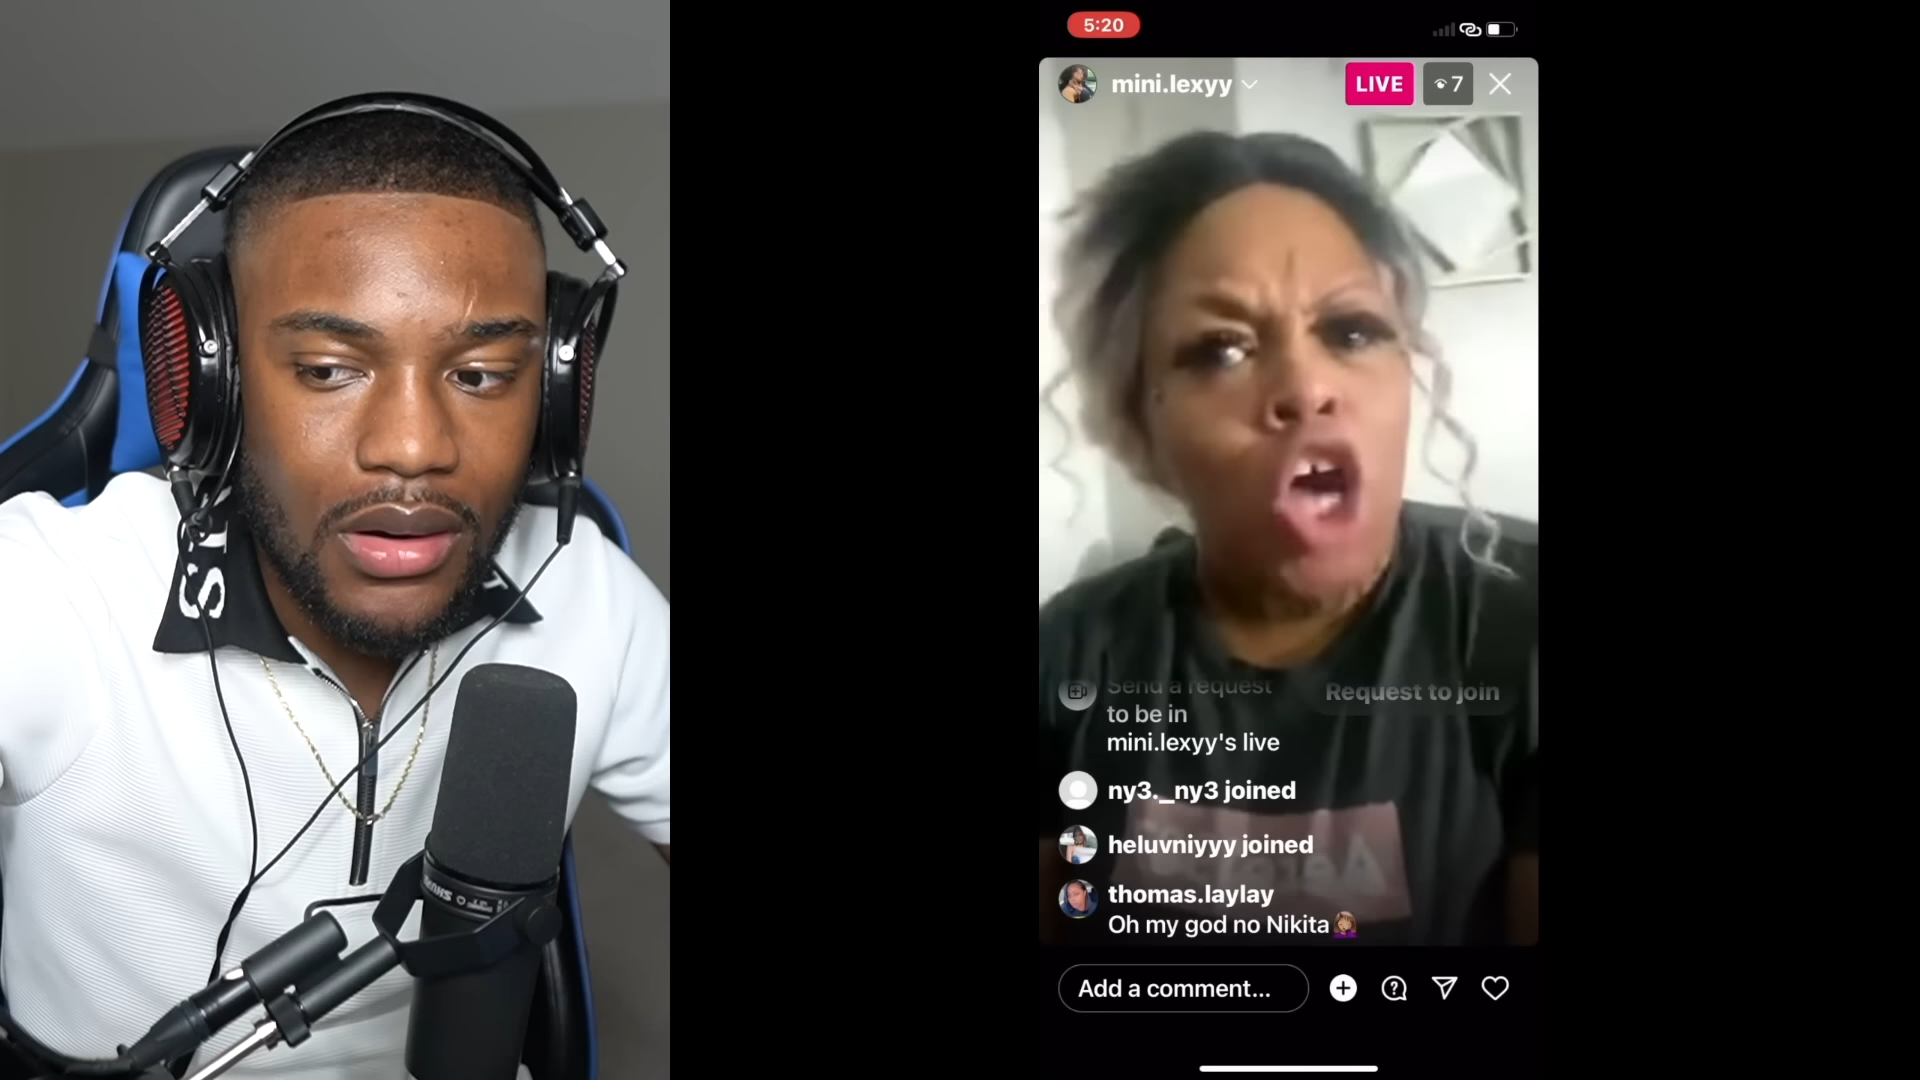 5:20
mini.lexyy
LIVE
7
Send a request
Request to join
to be in
mini.lexyy's live
ny3._ny3 joined
heluvniyyy joined
thomas.laylay
Oh my god no Nikita🤦🏽‍♀️
Add a comment...